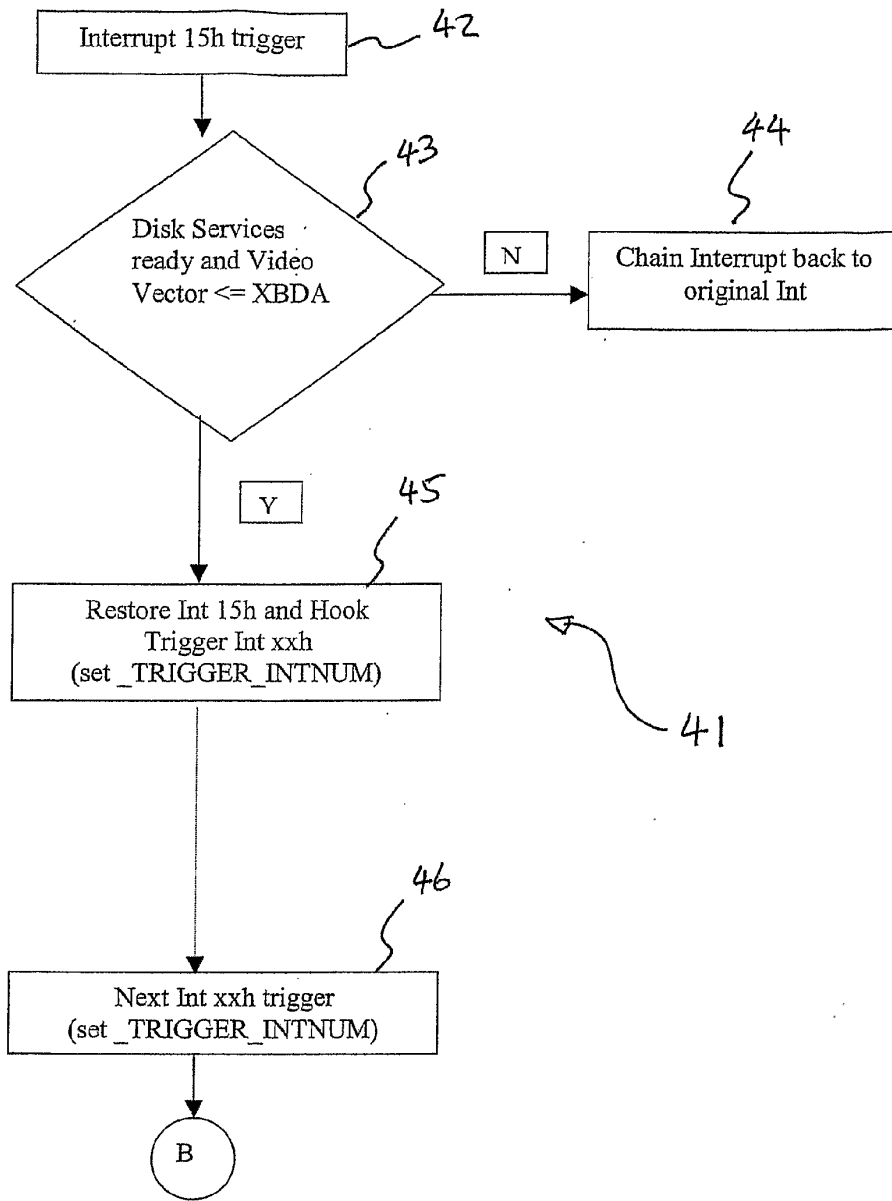 Interrupt 15h trigger
42
43
Disk Services
ready and Video
Vector <= XBDA
N
44
Chain Interrupt back to
original Int
Y
45
Restore Int 15h and Hook
Trigger Int xxh
(set _TRIGGER_INTNUM)
41
46
Next Int xxh trigger
(set _TRIGGER_INTNUM)
B